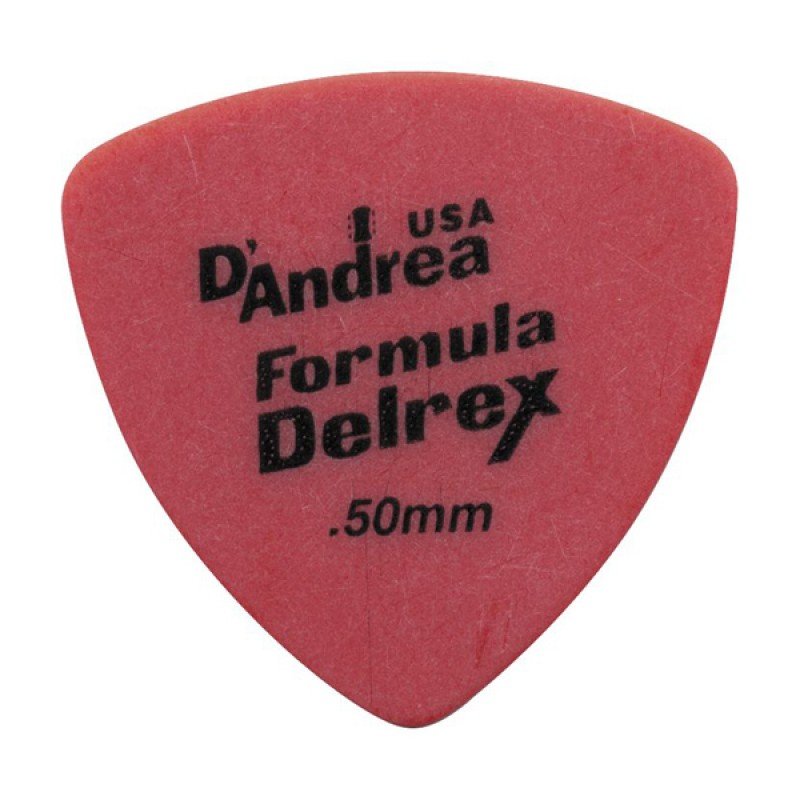 USA
D'Andrea
Formula
Delrex
.50mm